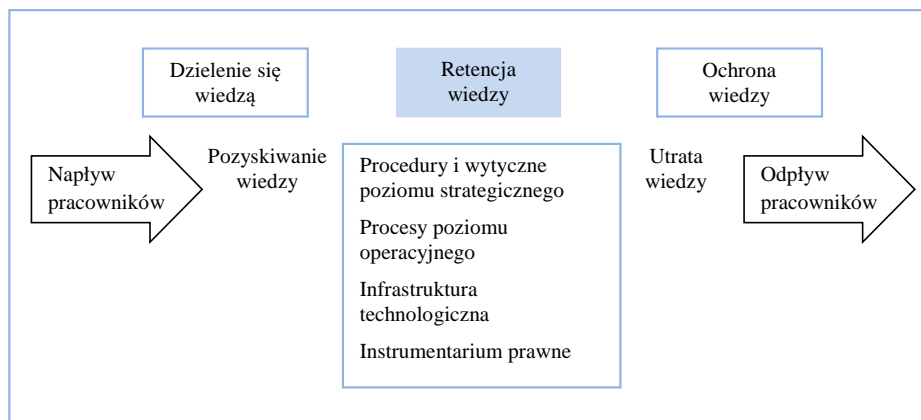 Dzielenie się
wiedzą
Retencja
wiedzy
Ochrona
wiedzy
Napływ
pracowników
Pozyskiwanie
wiedzy
Procedury i wytyczne
poziomu strategicznego
Procesy poziomu
operacyjnego
Infrastruktura
technologiczna
Instrumentarium prawne
Utrata
wiedzy
Odpływ
pracowników